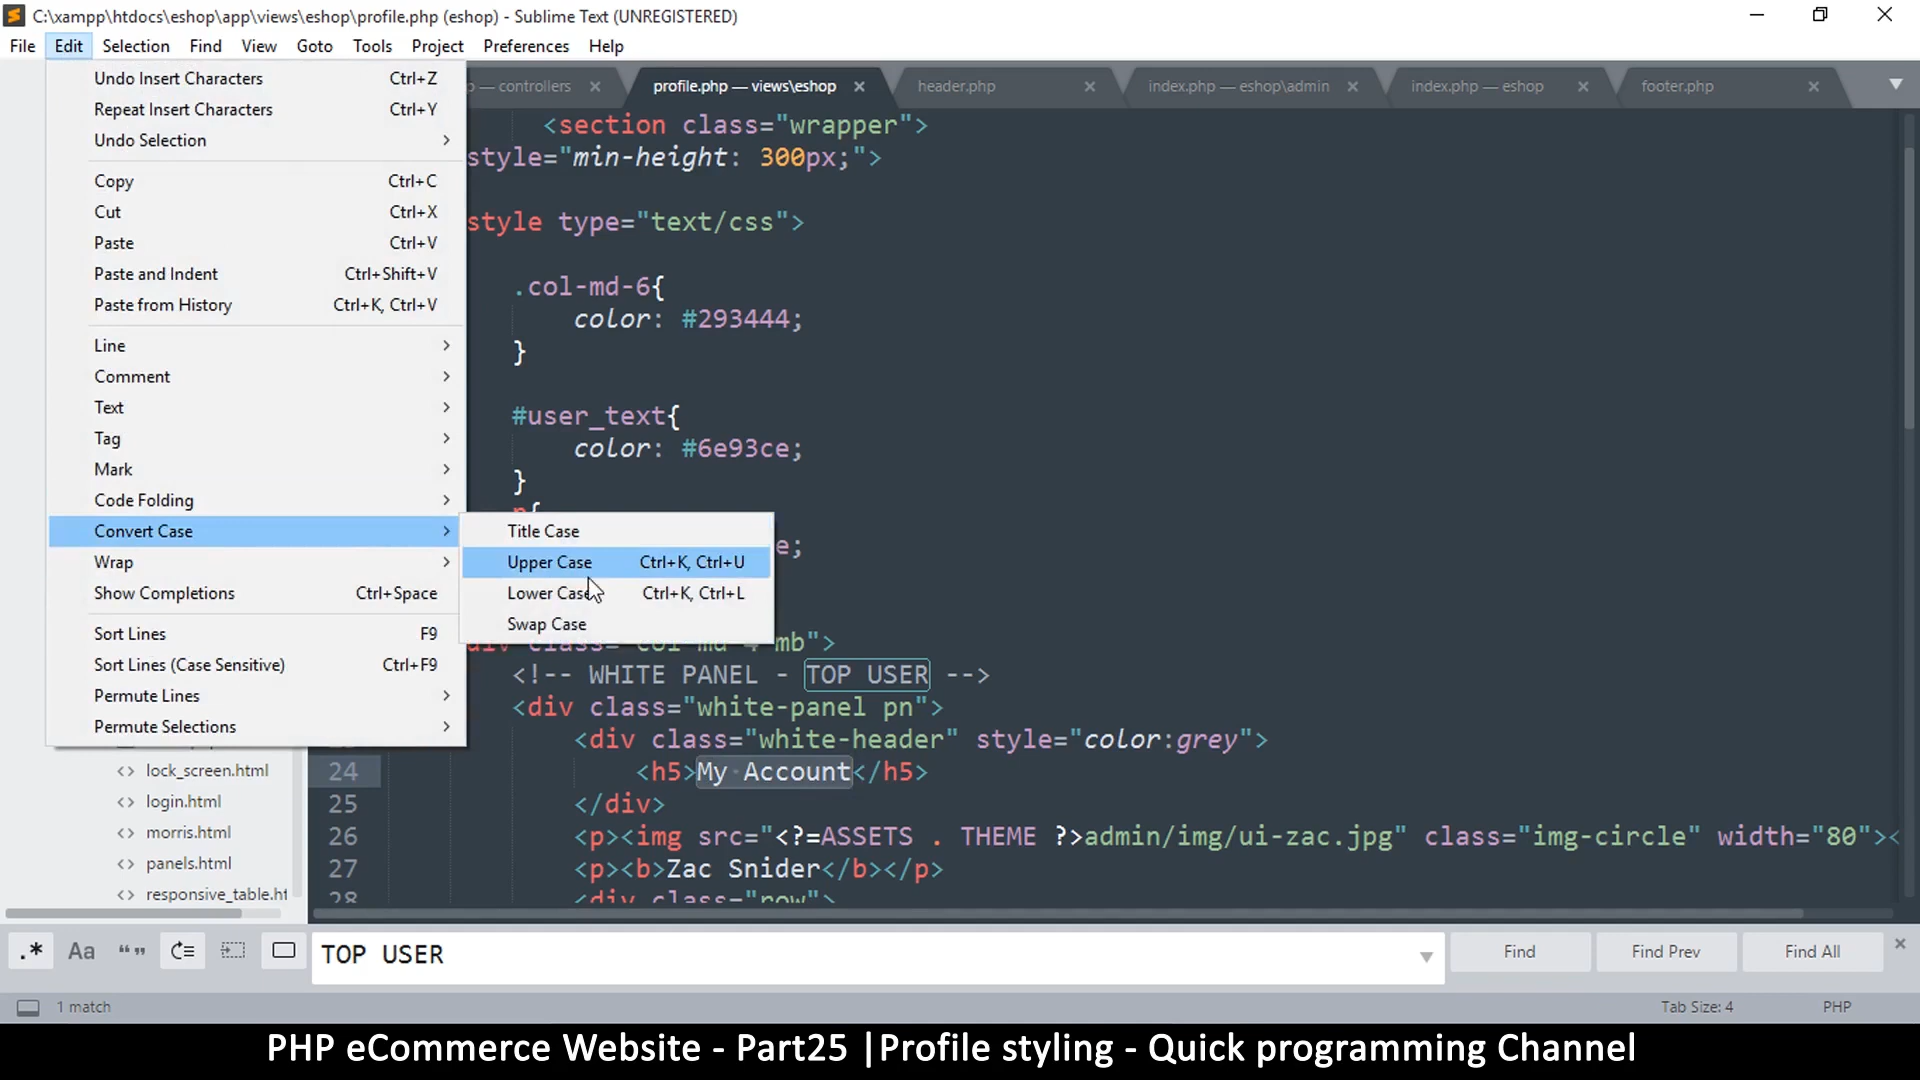 C:\xampp\htdocs\eshop\app\views\eshop\profile.php (eshop) - Sublime Text (UNREGISTERED)
File Edit Selection Find View Goto Tools Project Preferences Help
— controllers profile.php — views\eshop header.php index.php — eshop\admin index.php — eshop footer.php
Undo Insert Characters Ctrl+Z
Repeat Insert Characters Ctrl+Y
Undo Selection
Copy Ctrl+C
Cut Ctrl+X
Paste Ctrl+V
Paste and Indent Ctrl+Shift+V
Paste from History Ctrl+K, Ctrl+V
Line
Comment
Text
Tag
Mark
Code Folding
Convert Case
Wrap
Show Completions Ctrl+Space
Sort Lines F9
Sort Lines (Case Sensitive) Ctrl+F9
Permute Lines
Permute Selections
Title Case
Upper Case Ctrl+K, Ctrl+U
Lower Case Ctrl+K, Ctrl+L
Swap Case
<section class="wrapper">
style="min-height: 300px;">
style type="text/css">
.col-md-6{
color: #293444;
}
#user_text{
color: #6e93ce;
}
e;
mb">
<!-- WHITE PANEL - TOP USER -->
<div class="white-panel pn">
<div class="white-header" style="color:grey">
24 <h5>My Account</h5>
25 </div>
26 <p><img src="<?=ASSETS . THEME ?>admin/img/ui-zac.jpg" class="img-circle" width="80"><
27 <p><b>Zac Snider</b></p>
28 <div class="row">
lock_screen.html
login.html
morris.html
panels.html
responsive_table.ht
.* Aa “ ” TOP USER Find Find Prev Find All
1 match Tab Size: 4 PHP
PHP eCommerce Website - Part25 |Profile styling - Quick programming Channel